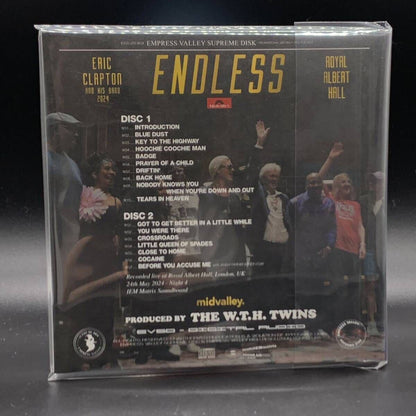 EMPRESS VALLEY SUPREME DISK
ERIC CLAPTON
AND HIS BAND
2024
ENDLESS
ROYAL ALBERT HALL
DISC 1
INTRODUCTION
BLUE DUST
KEY TO THE HIGHWAY
HOOCHIE COOCHIE MAN
BADGE
PRAYER OF A CHILD
DRIFTIN'
BACK HOME
NOBODY KNOWS YOU
WHEN YOU'RE DOWN AND OUT
TEARS IN HEAVEN
DISC 2
GOT TO GET BETTER IN A LITTLE WHILE
YOU WERE THERE
CROSSROADS
LITTLE QUEEN OF SPADES
CLOSE TO HOME
COCAINE
BEFORE YOU ACCUSE ME
Recorded live at Royal Albert Hall, London, UK
24th May 2024 - Night 4
IEM Matrix Soundboard
midvalley.
PRODUCED BY THE W.T.H. TWINS
EVSD - DIGITAL AUDIO